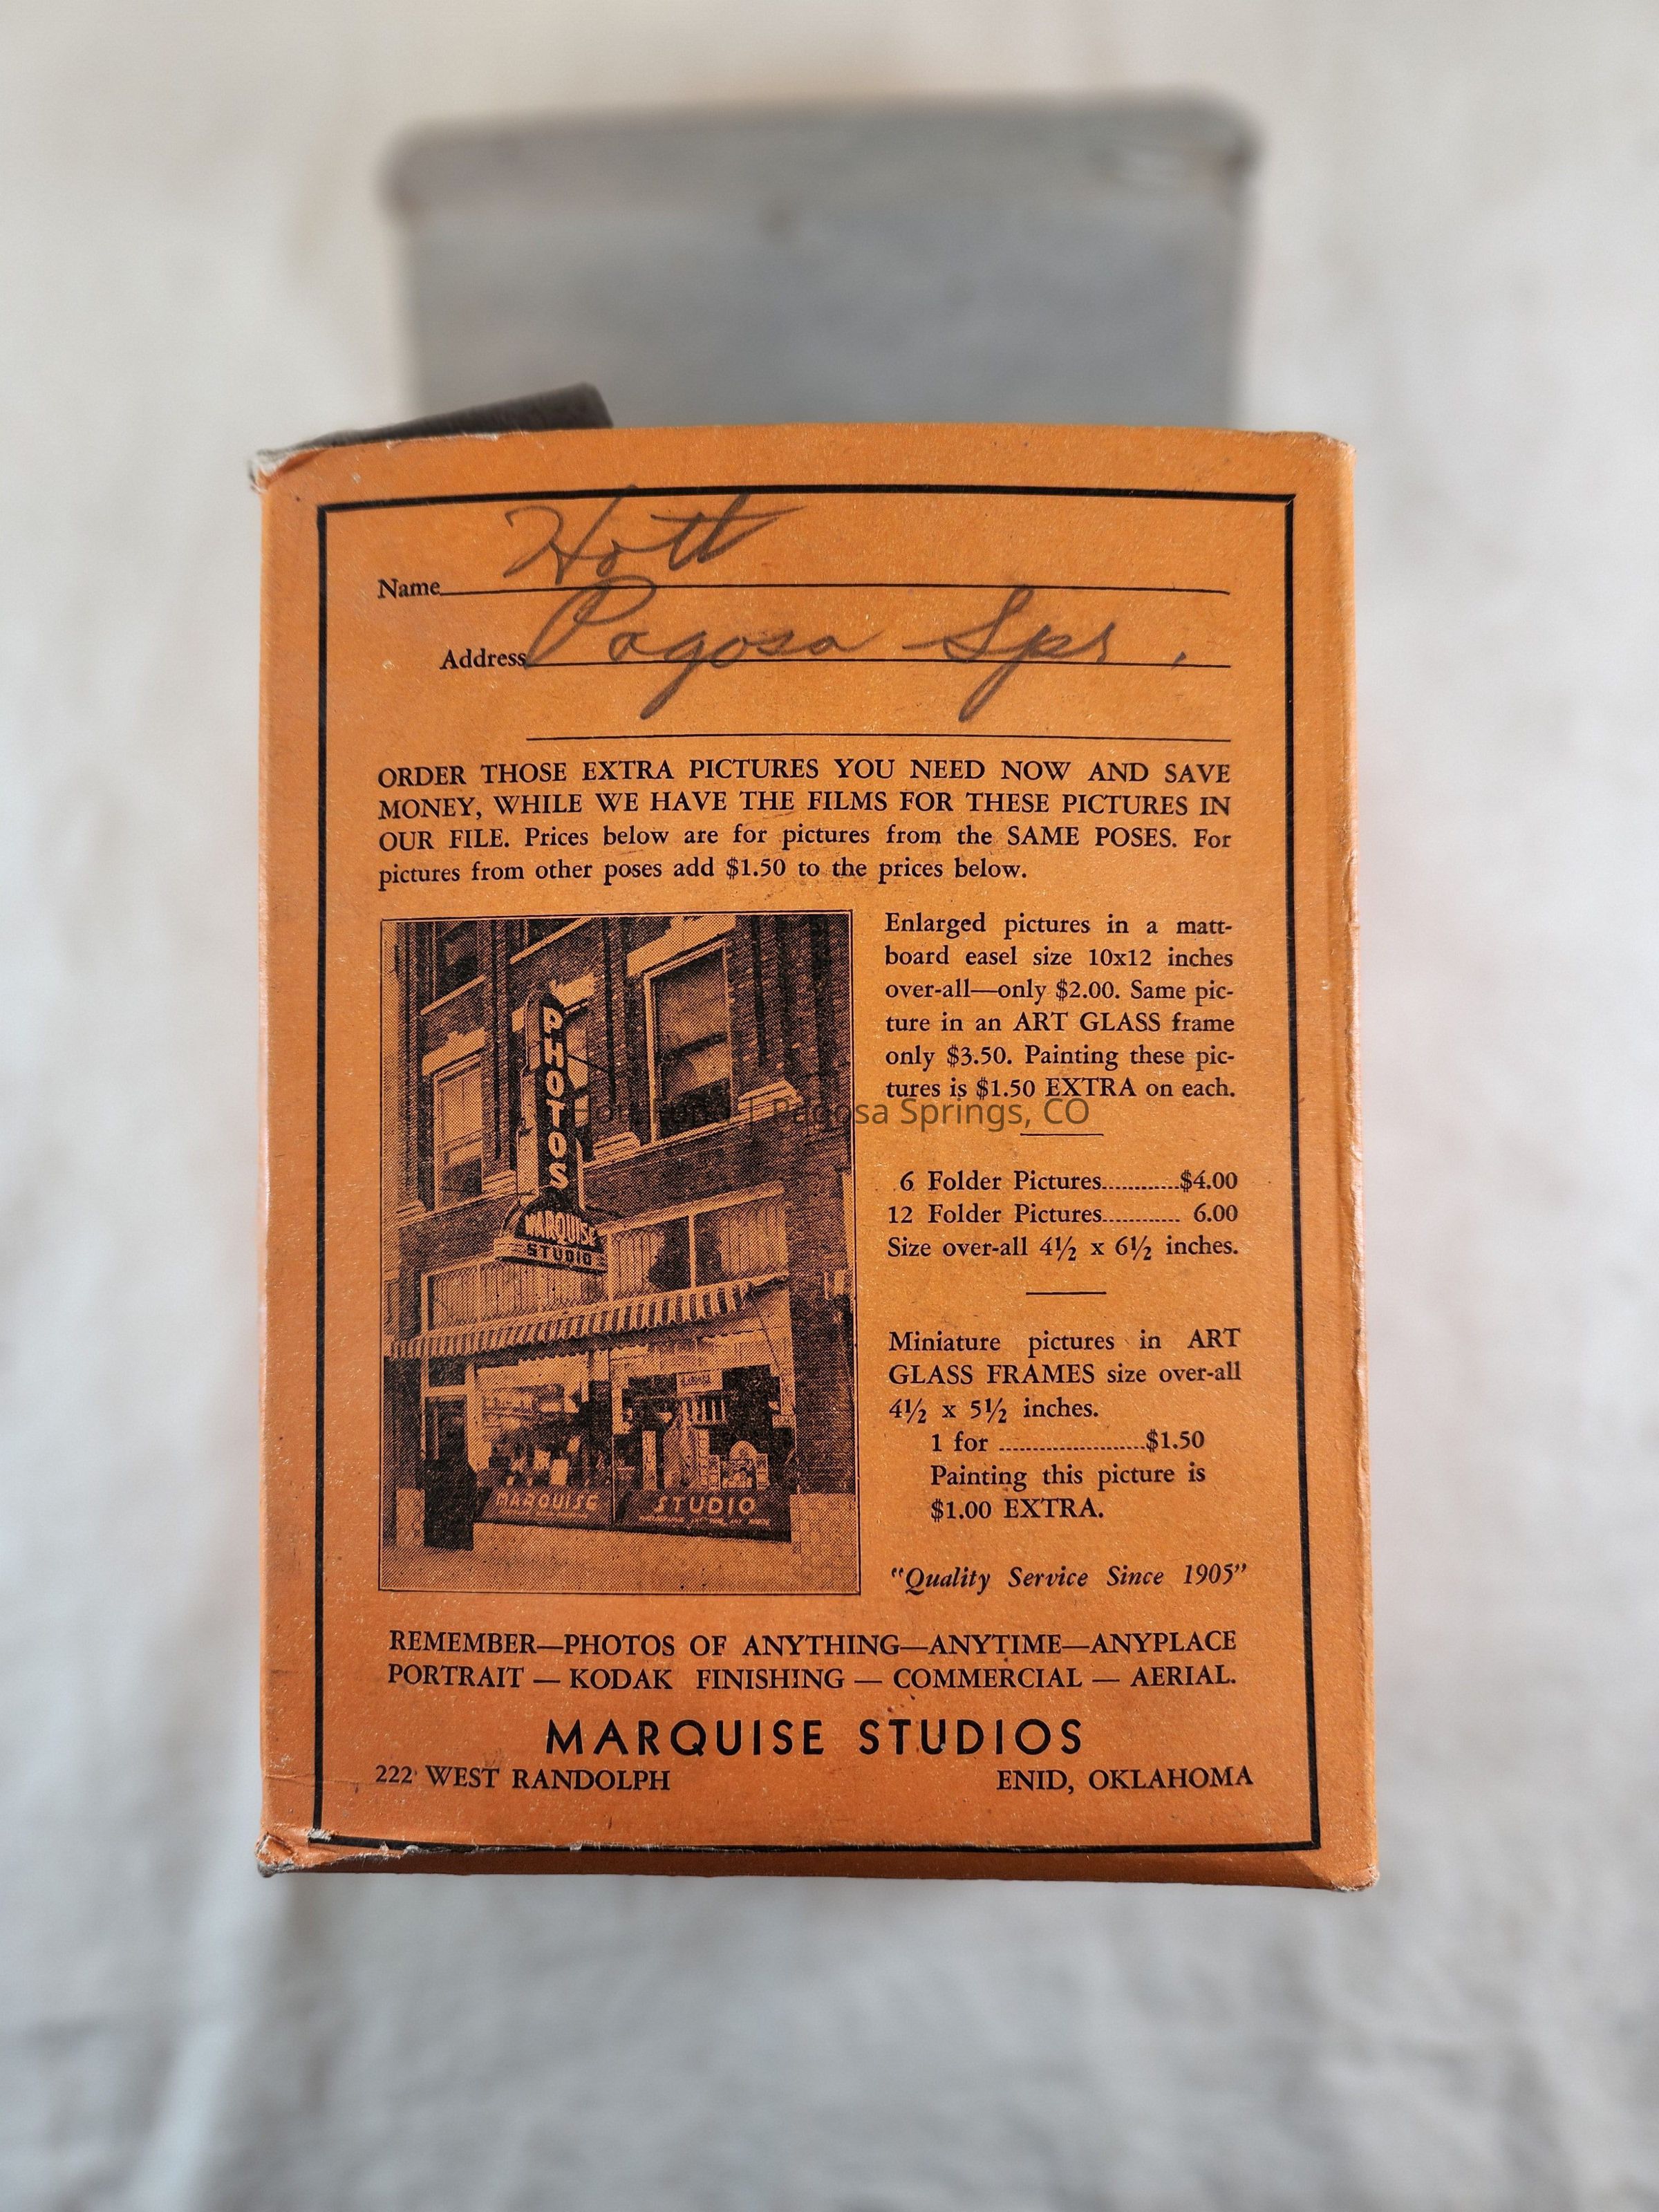 Hott
Name
Pagosa Spr.
Address
ORDER THOSE EXTRA PICTURES YOU NEED NOW AND SAVE
MONEY, WHILE WE HAVE THE FILMS FOR THESE PICTURES IN
OUR FILE. Prices below are for pictures from the SAME POSES. For
pictures from other poses add $1.50 to the prices below.
PHOTOS
MARQUISE
STUDIO
MARQUISE STUDIO
Enlarged pictures in a matt-
board easel size 10x12 inches
over-all—only $2.00. Same pic-
ture in an ART GLASS frame
only $3.50. Painting these pic-
tures is $1.50 EXTRA on each.
| Pagosa Springs, CO
6 Folder Pictures............$4.00
12 Folder Pictures............ 6.00
Size over-all 4½ x 6½ inches.
Miniature pictures in ART
GLASS FRAMES size over-all
4½ x 5½ inches.
1 for ......................$1.50
Painting this picture is
$1.00 EXTRA.
"Quality Service Since 1905"
REMEMBER—PHOTOS OF ANYTHING—ANYTIME—ANYPLACE
PORTRAIT — KODAK FINISHING — COMMERCIAL — AERIAL.
MARQUISE STUDIOS
222 WEST RANDOLPH ENID, OKLAHOMA